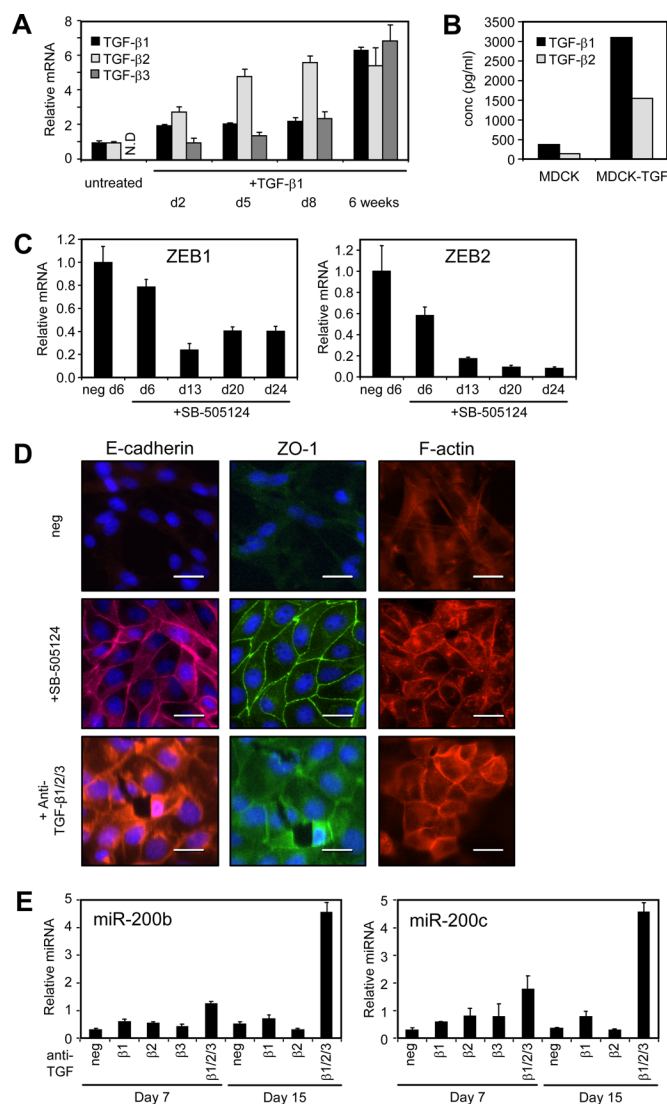 A
Relative mRNA
8
6
4
2
0
TGF-β1
TGF-β2
TGF-β3
N.D
untreated
+TGF-β1
d2 d5 d8 6 weeks
B
conc (pg/ml)
3500
3000
2500
2000
1500
1000
500
0
TGF-β1
TGF-β2
MDCK MDCK-TGF
C
Relative mRNA
1.2
1.0
0.8
0.6
0.4
0.2
0.0
ZEB1
neg d6 d6 d13 d20 d24
+SB-505124
Relative mRNA
1.2
1.0
0.8
0.6
0.4
0.2
0.0
ZEB2
neg d6 d6 d13 d20 d24
+SB-505124
D
E-cadherin ZO-1 F-actin
neg
+SB-505124
+ Anti-
TGF-β1/2/3
E
Relative miRNA
5
4
3
2
1
0
miR-200b
anti-
TGF
neg β1 β2 β3 β1/2/3 neg β1 β2 β1/2/3
Day 7 Day 15
Relative miRNA
5
4
3
2
1
0
miR-200c
neg β1 β2 β3 β1/2/3 neg β1 β2 β1/2/3
Day 7 Day 15